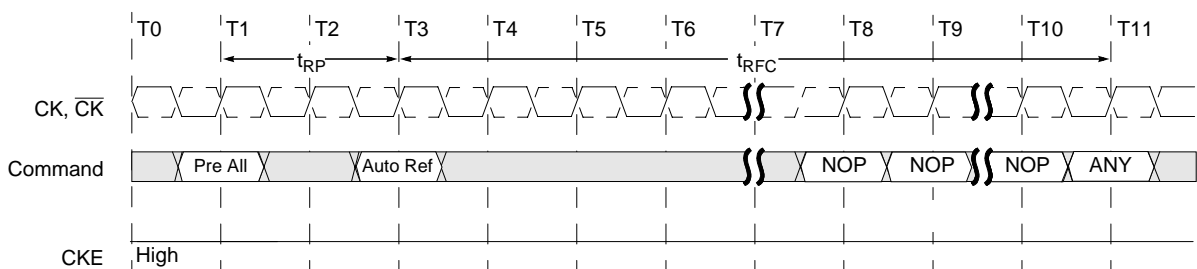 T0 T1 T2 T3 T4 T5 T6 T7 T8 T9 T10 T11
tRP tRFC
CK, C̅K̅
Command Pre All Auto Ref NOP NOP NOP ANY
CKE High